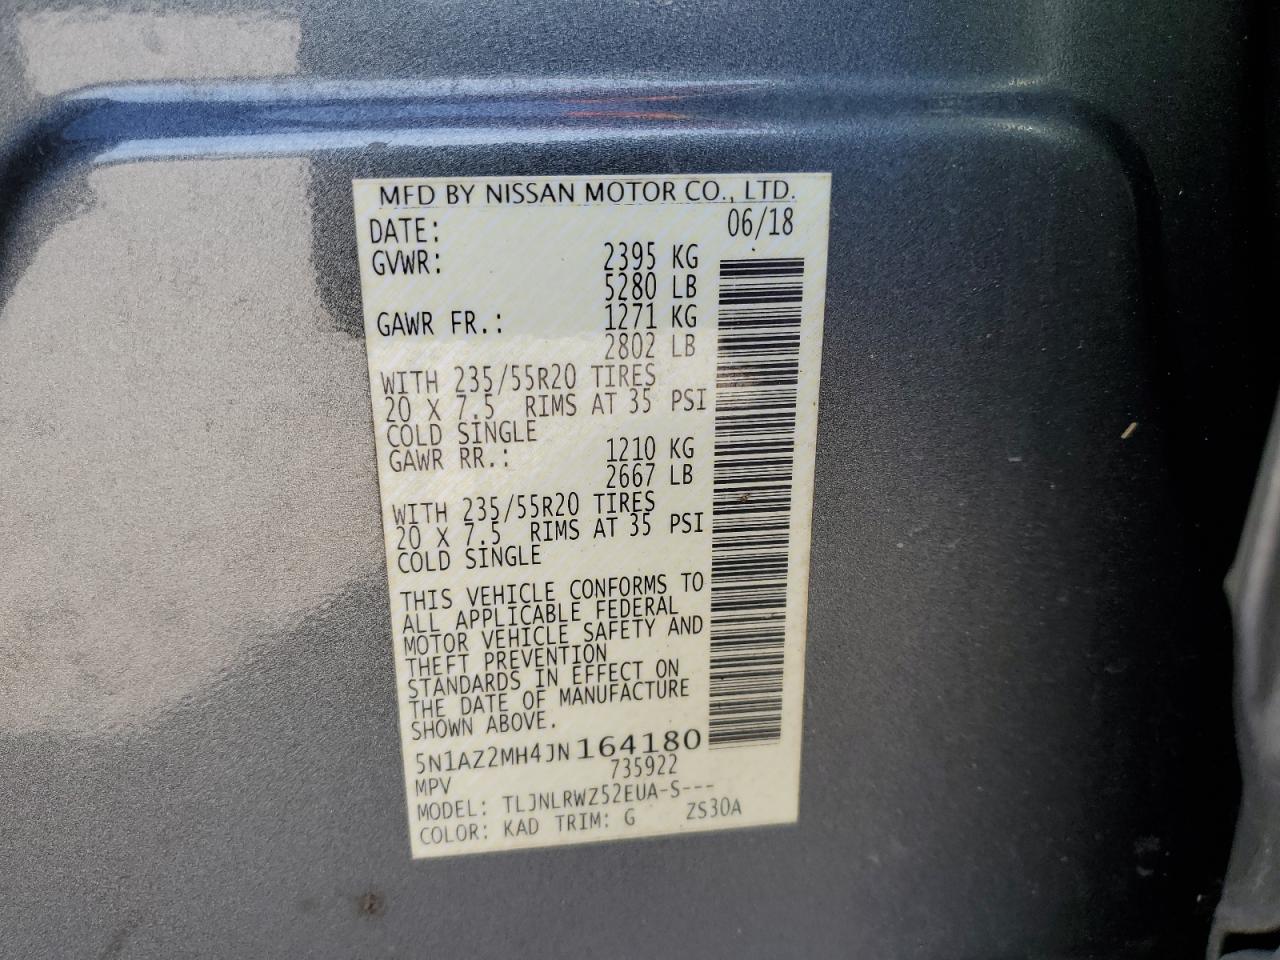 MFD BY NISSAN MOTOR CO., LTD.
DATE: 06/18
GVWR: 2395 KG
5280 LB
GAWR FR.: 1271 KG
2802 LB
WITH 235/55R20 TIRES
20 X 7.5 RIMS AT 35 PSI
COLD SINGLE
GAWR RR.: 1210 KG
2667 LB
WITH 235/55R20 TIRES
20 X 7.5 RIMS AT 35 PSI
COLD SINGLE
THIS VEHICLE CONFORMS TO
ALL APPLICABLE FEDERAL
MOTOR VEHICLE SAFETY AND
THEFT PREVENTION
STANDARDS IN EFFECT ON
THE DATE OF MANUFACTURE
SHOWN ABOVE.
5N1AZ2MH4JN164180
MPV 735922
MODEL: TLJNLRWZ52EUA-S---
COLOR: KAD TRIM: G ZS30A